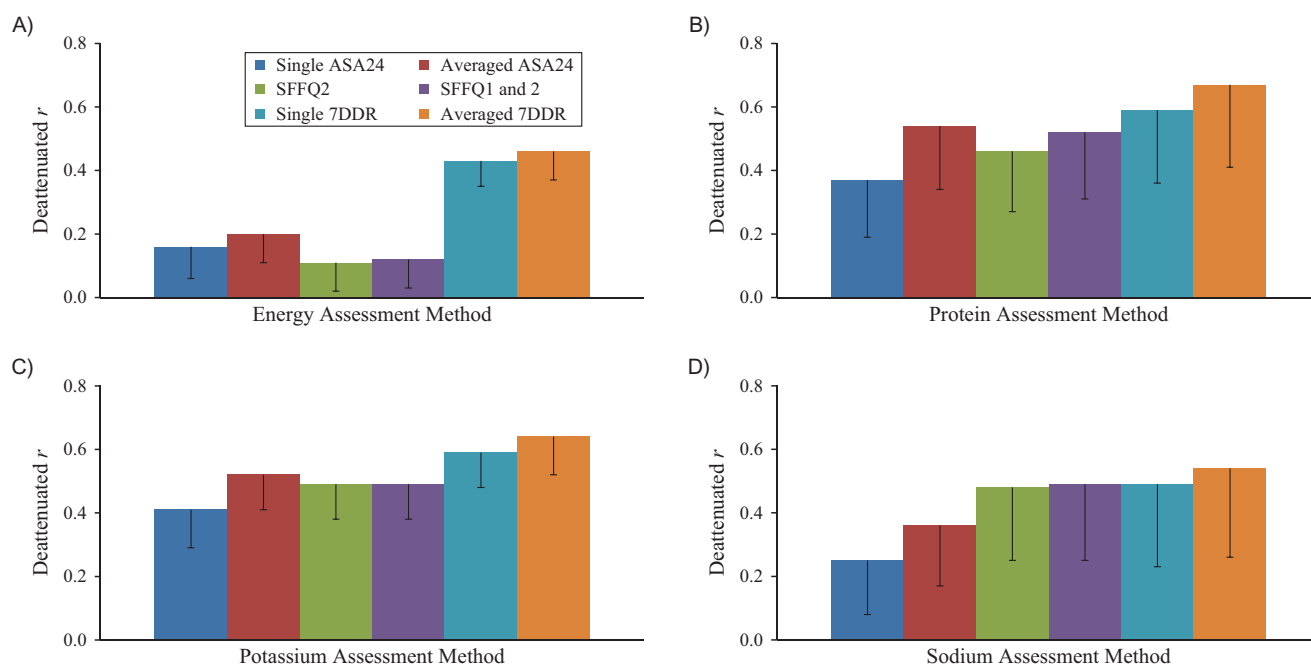 A)
0.8
0.6
0.4
0.2
0.0
Deattenuated r
Single ASA24 Averaged ASA24
SFFQ2 SFFQ1 and 2
Single 7DDR Averaged 7DDR
Energy Assessment Method
B)
0.8
0.6
0.4
0.2
0.0
Deattenuated r
Protein Assessment Method
C)
0.8
0.6
0.4
0.2
0.0
Deattenuated r
Potassium Assessment Method
D)
0.8
0.6
0.4
0.2
0.0
Deattenuated r
Sodium Assessment Method